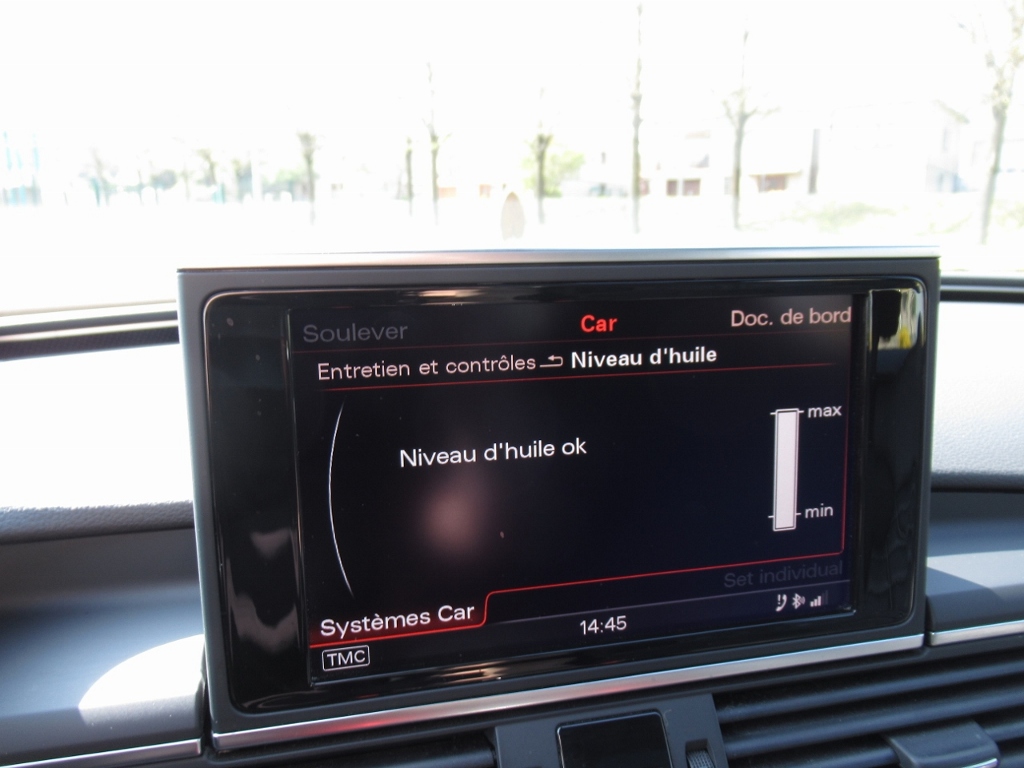 Soulever Car Doc. de bord
Entretien et contrôles Niveau d'huile
max
Niveau d'huile ok
min
Set individual
Systèmes Car
14:45
TMC